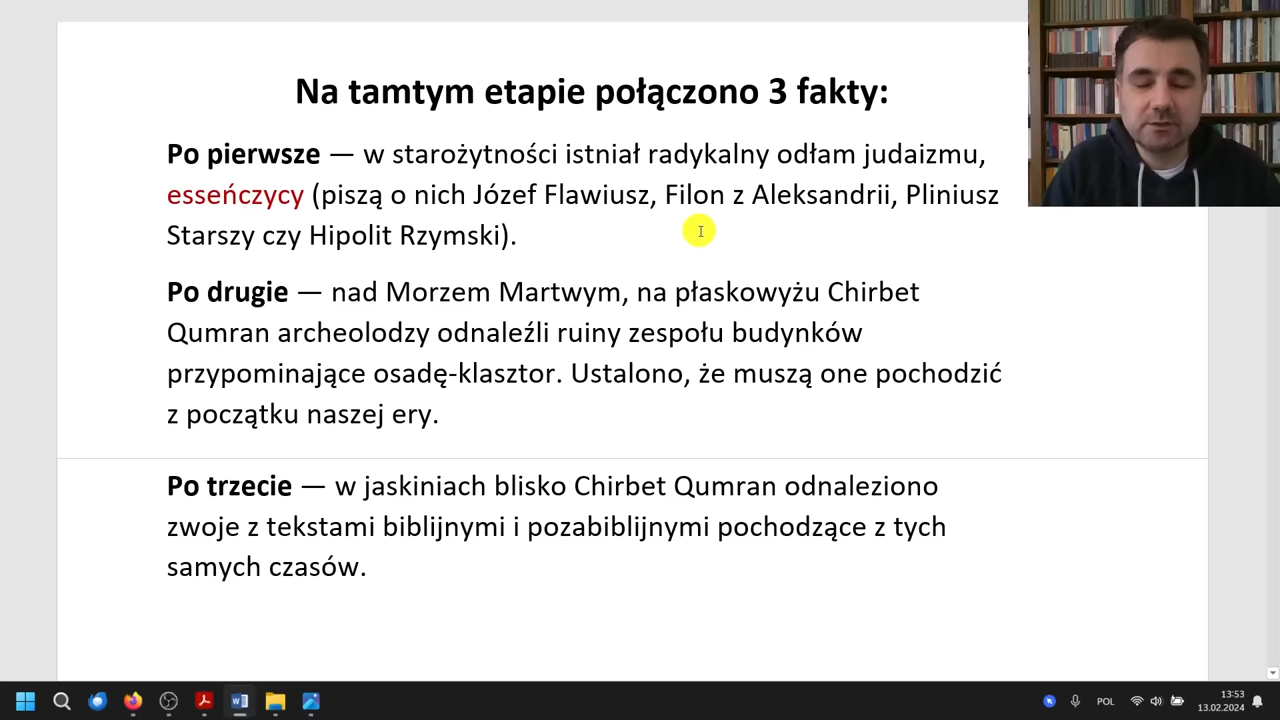 Na tamtym etapie połączono 3 fakty:
Po pierwsze — w starożytności istniał radykalny odłam judaizmu,
esseńczycy (piszą o nich Józef Flawiusz, Filon z Aleksandrii, Pliniusz
Starszy czy Hipolit Rzymski).
Po drugie — nad Morzem Martwym, na płaskowyżu Chirbet
Qumran archeolodzy odnaleźli ruiny zespołu budynków
przypominające osadę-klasztor. Ustalono, że muszą one pochodzić
z początku naszej ery.
Po trzecie — w jaskiniach blisko Chirbet Qumran odnaleziono
zwoje z tekstami biblijnymi i pozabiblijnymi pochodzące z tych
samych czasów.
POL
13:53
13.02.2024